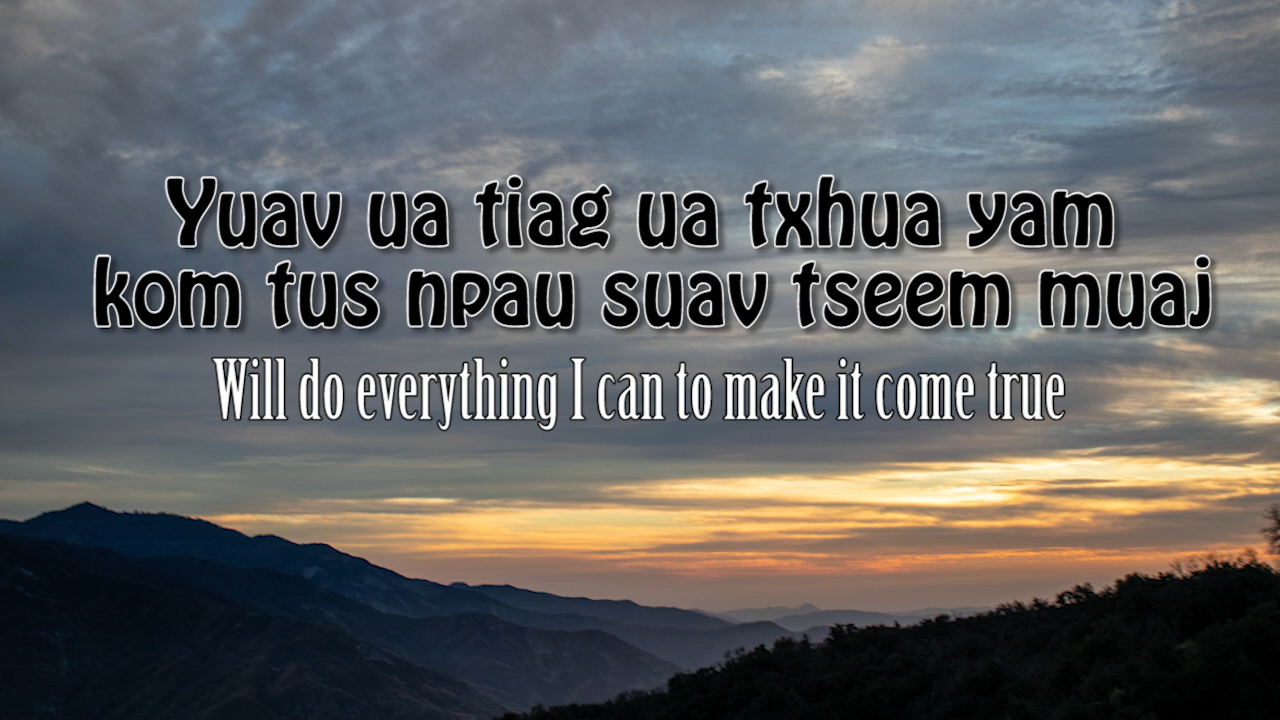 Yuav ua tiag ua txhua yam
kom tus npau suav tseem muaj
Will do everything I can to make it come true